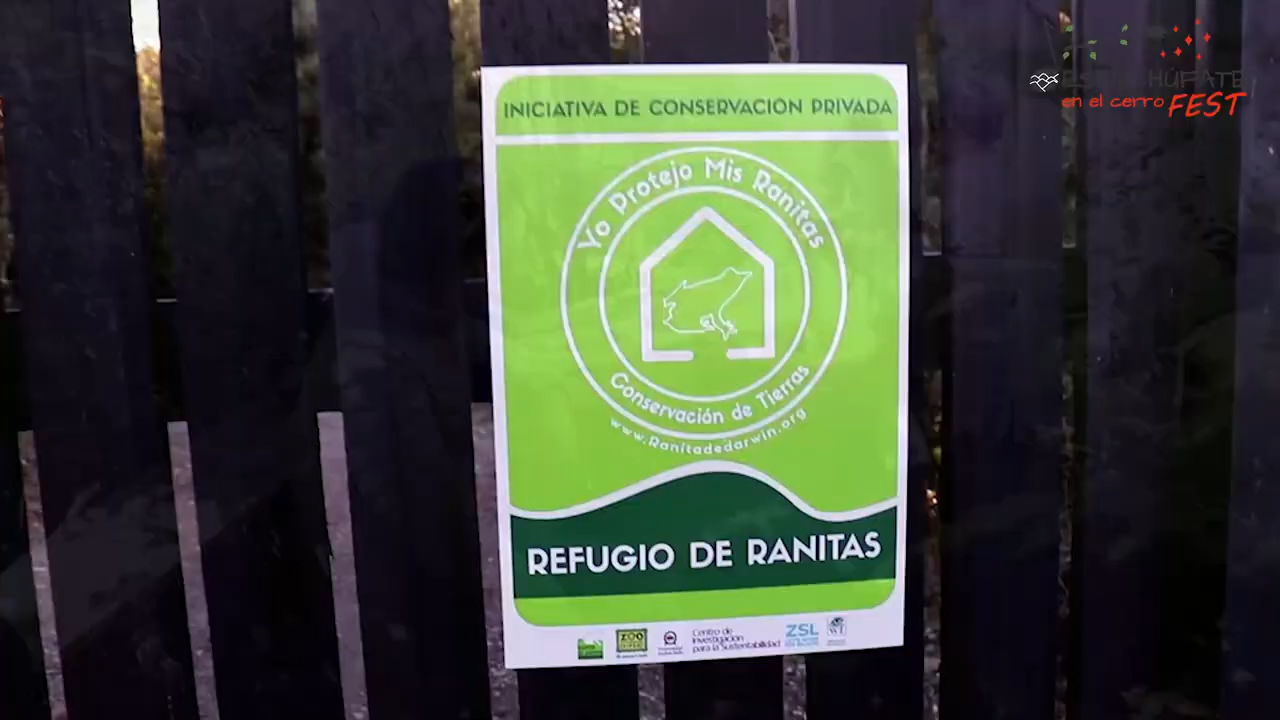 INICIATIVA DE CONSERVACIÓN PRIVADA
Yo Protejo Mis Ranitas
Conservación de Tierras
www.Ranitadedarwin.org
REFUGIO DE RANITAS
ZOO
Centro de
Investigación
para la Sustentabilidad
ZSL
en el cerro FEST